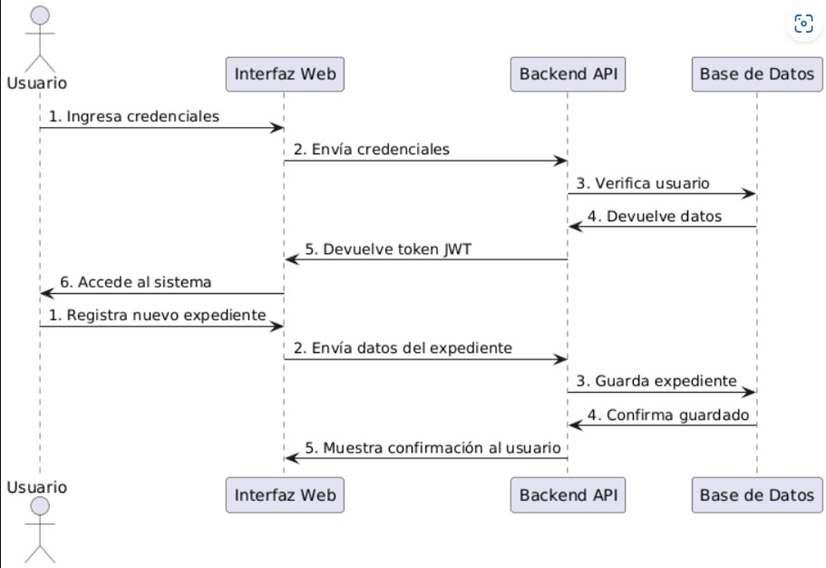 Usuario
Interfaz Web
Backend API
Base de Datos
1. Ingresa credenciales
2. Envía credenciales
3. Verifica usuario
4. Devuelve datos
5. Devuelve token JWT
6. Accede al sistema
1. Registra nuevo expediente
2. Envía datos del expediente
3. Guarda expediente
4. Confirma guardado
5. Muestra confirmación al usuario
Usuario
Interfaz Web
Backend API
Base de Datos